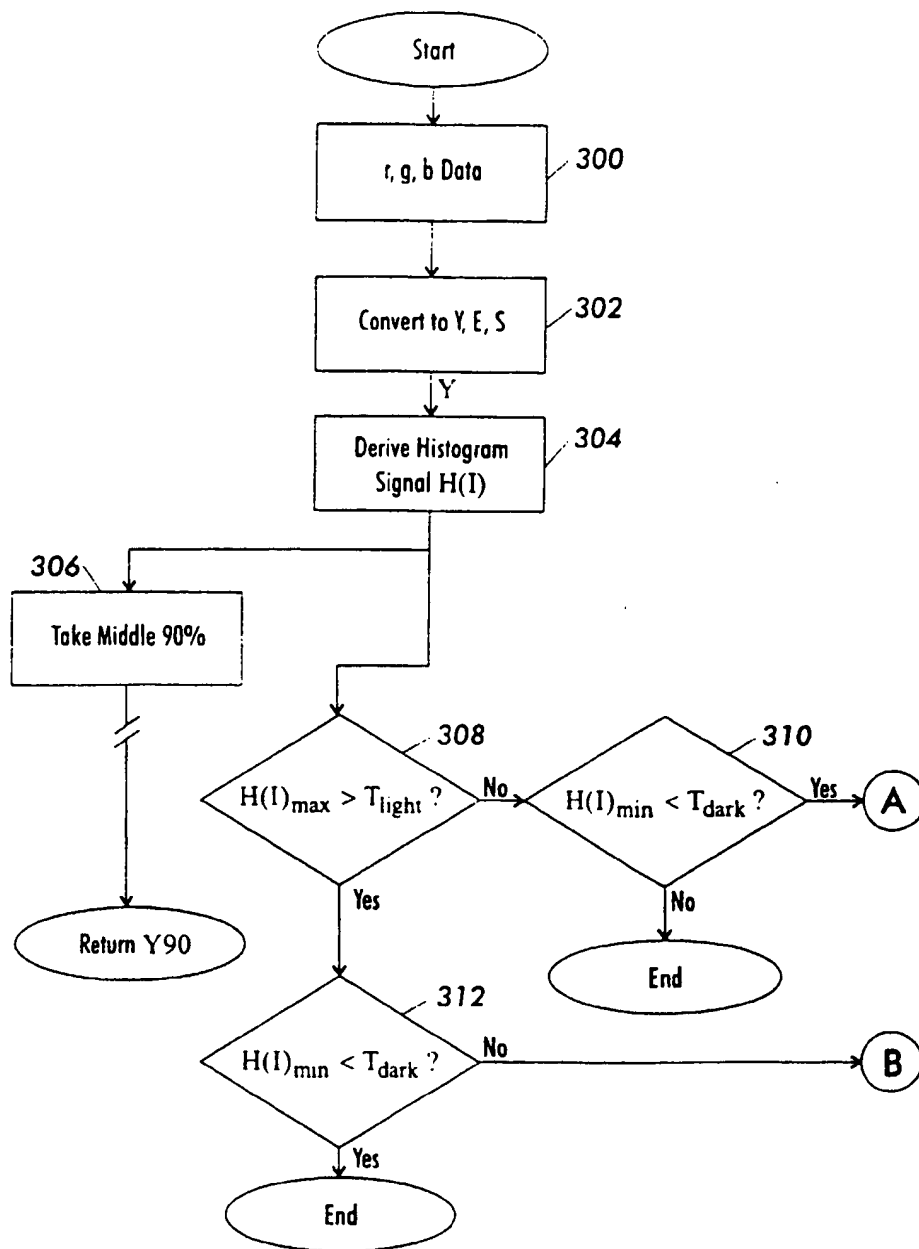 Start
r, g, b Data
300
Convert to Y, E, S
302
Y
Derive Histogram
Signal H(I)
304
306
Take Middle 90%
308
H(I)max > Tlight ?
No
310
H(I)min < Tdark ?
Yes
A
Yes
No
Return Y90
End
312
H(I)min < Tdark ?
No
B
Yes
End